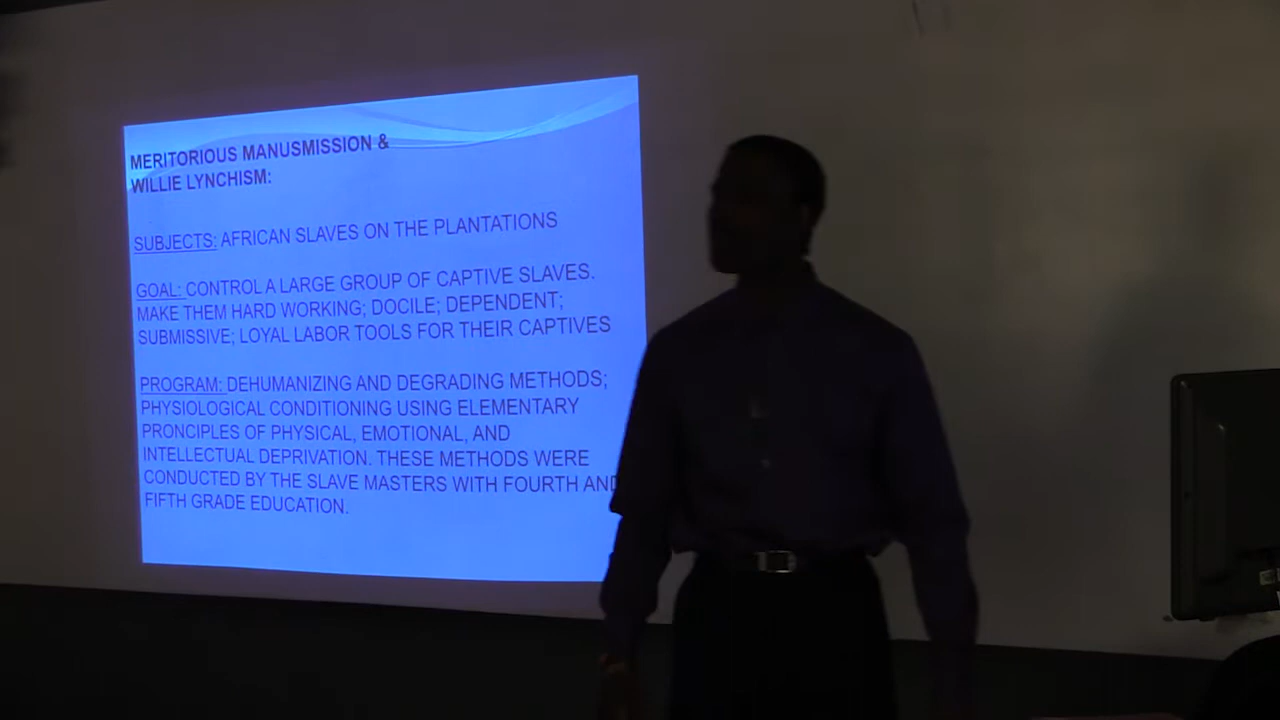 MERITORIOUS MANUSMISSION &
WILLIE LYNCHISM:
SUBJECTS: AFRICAN SLAVES ON THE PLANTATIONS
GOAL: CONTROL A LARGE GROUP OF CAPTIVE SLAVES.
MAKE THEM HARD WORKING; DOCILE; DEPENDENT;
SUBMISSIVE; LOYAL LABOR TOOLS FOR THEIR CAPTIVES
PROGRAM: DEHUMANIZING AND DEGRADING METHODS;
PHYSIOLOGICAL CONDITIONING USING ELEMENTARY
PRONCIPLES OF PHYSICAL, EMOTIONAL, AND
INTELLECTUAL DEPRIVATION. THESE METHODS WERE
CONDUCTED BY THE SLAVE MASTERS WITH FOURTH AND
FIFTH GRADE EDUCATION.